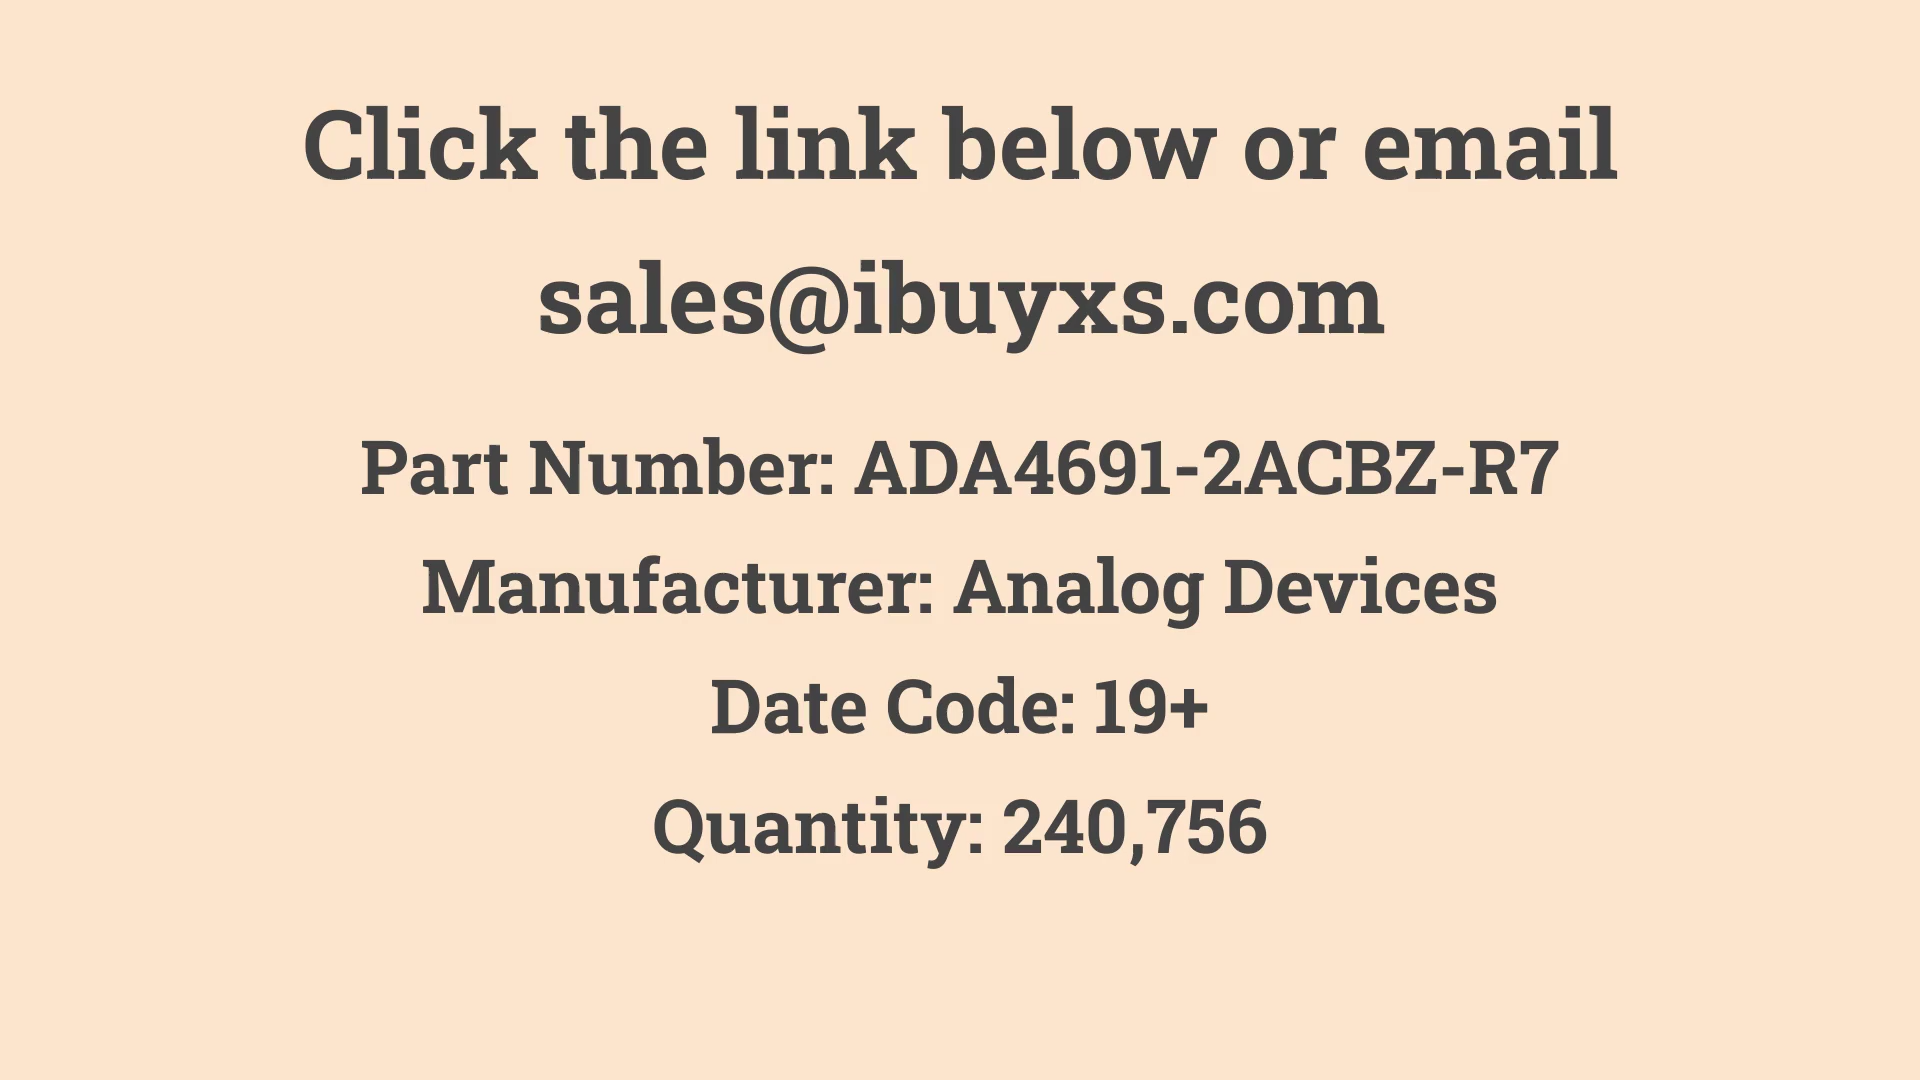 Click the link below or email
sales@ibuyxs.com
Part Number: ADA4691-2ACBZ-R7
Manufacturer: Analog Devices
Date Code: 19+
Quantity: 240,756